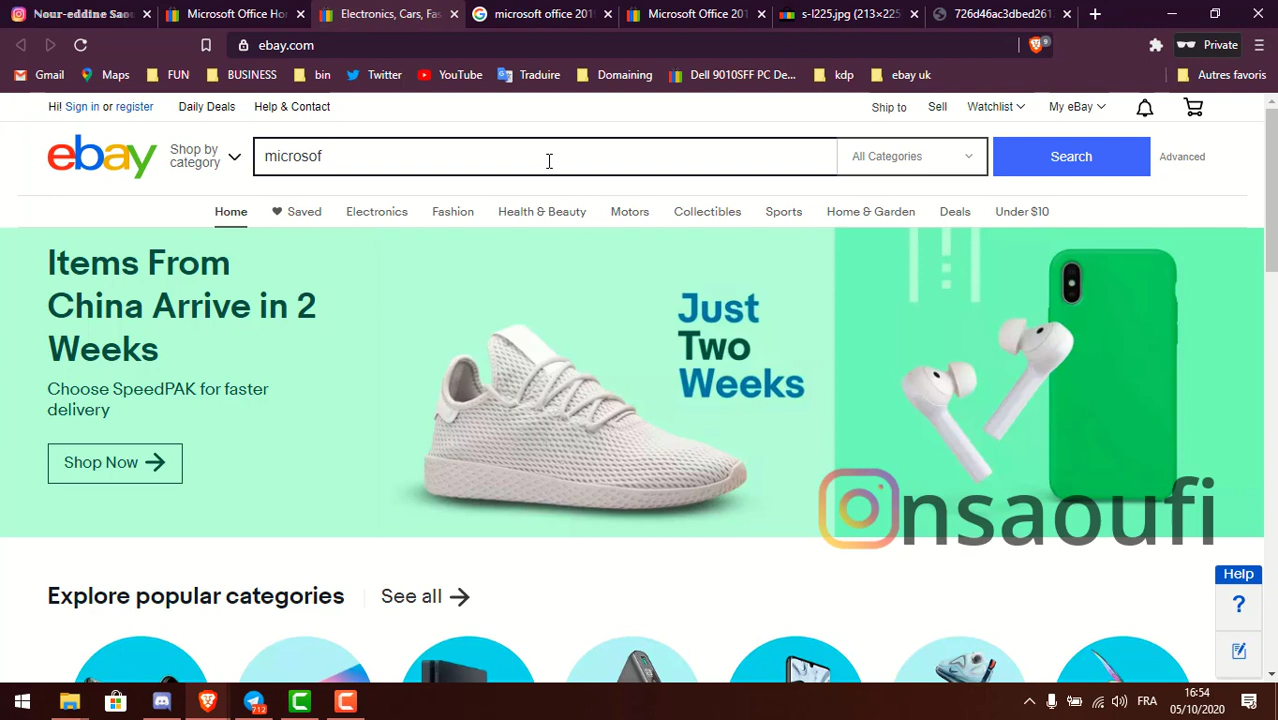 Nour-eddine Sao
Microsoft Office Ho
Electronics, Cars, Fas
microsoft office 201
Microsoft Office 201
s-l225.jpg (213×225
726d46ac3dbed261
ebay.com
9
Private
Gmail
Maps
FUN
BUSINESS
bin
Twitter
YouTube
Traduire
Domaining
Dell 9010SFF PC De...
kdp
ebay uk
Autres favoris
Hi! Sign in or register
Daily Deals
Help & Contact
Ship to
Sell
Watchlist
My eBay
ebay
Shop by
category
microsof
All Categories
Search
Advanced
Home
Saved
Electronics
Fashion
Health & Beauty
Motors
Collectibles
Sports
Home & Garden
Deals
Under $10
Items From
China Arrive in 2
Weeks
Choose SpeedPAK for faster
delivery
Shop Now
Just
Two
Weeks
nsaoufi
Explore popular categories
See all
Help
?
712
FRA
16:54
05/10/2020